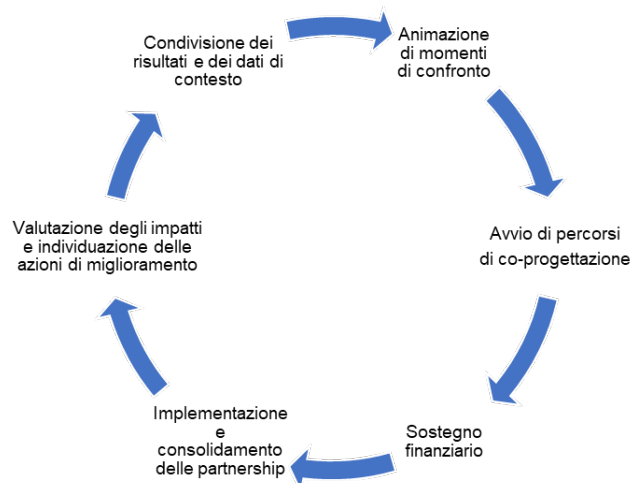 Condivisione dei
risultati e dei dati di
contesto
Animazione
di momenti
di confronto
Avvio di percorsi
di co-progettazione
Sostegno
finanziario
Implementazione
e
consolidamento
delle partnership
Valutazione degli impatti
e individuazione delle
azioni di miglioramento